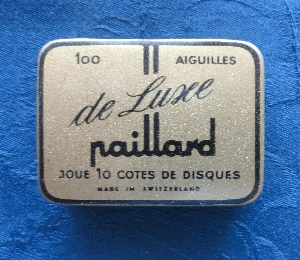 100 AIGUILLES
de Luxe
paillard
JOUE 10 COTES DE DISQUES
MADE IN SWITZERLAND